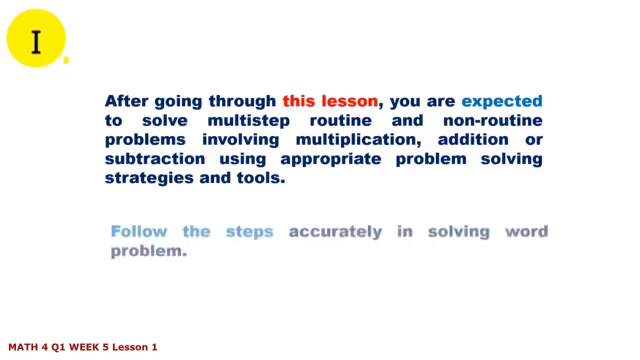 I
After going through this lesson, you are expected
to solve multistep routine and non-routine
problems involving multiplication, addition or
subtraction using appropriate problem solving
strategies and tools.
Follow the steps accurately in solving word
problem.
MATH 4 Q1 WEEK 5 Lesson 1